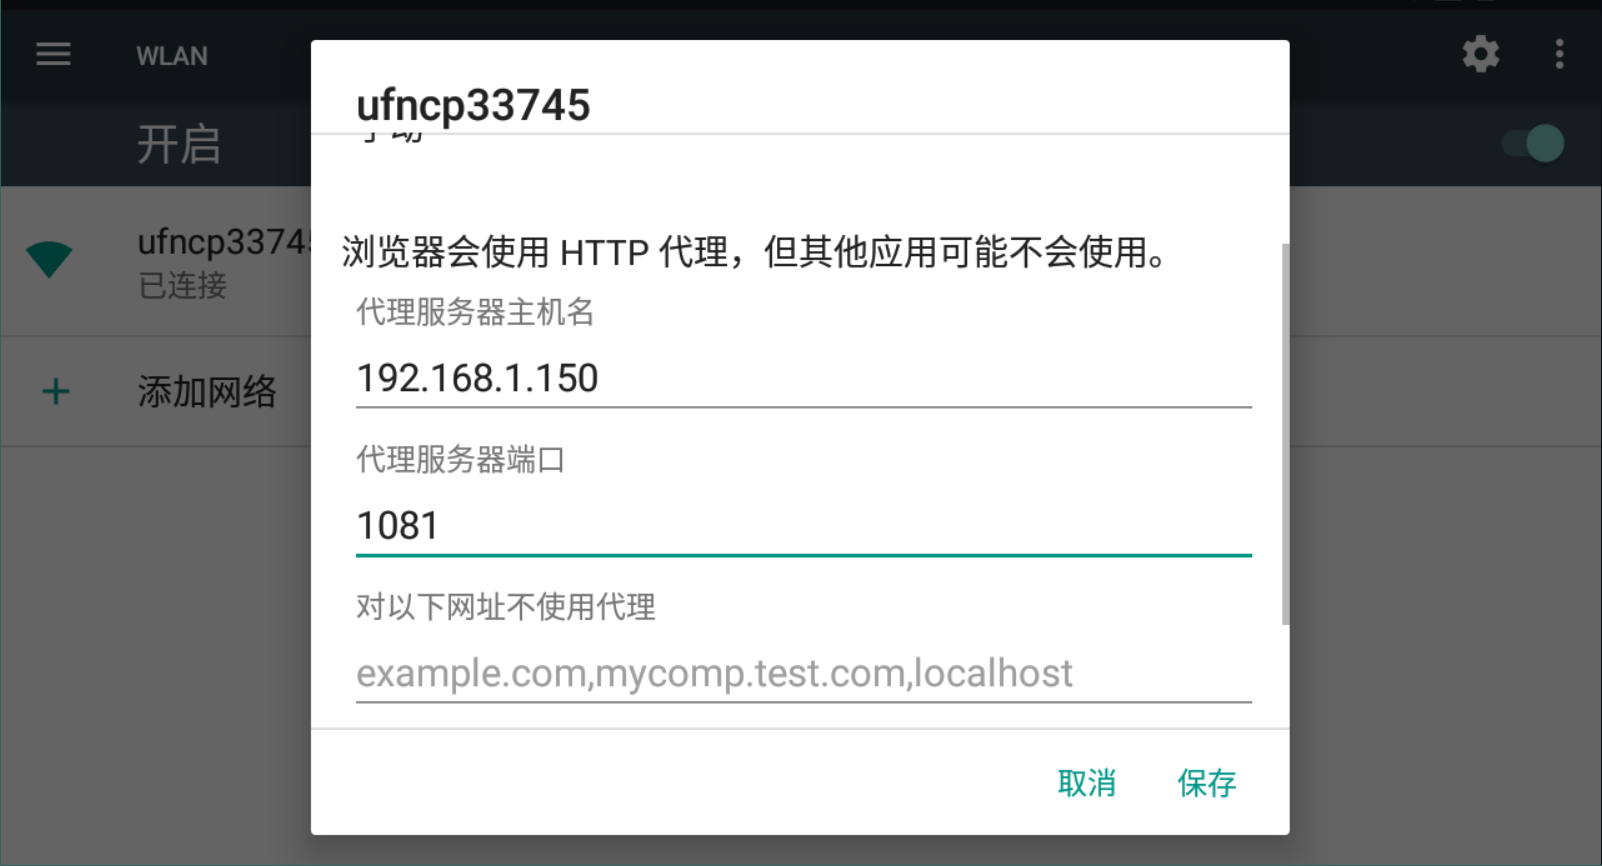 WLAN
开启
ufncp33745
已连接
添加网络
ufncp33745
手动
浏览器会使用 HTTP 代理，但其他应用可能不会使用。
代理服务器主机名
192.168.1.150
代理服务器端口
1081
对以下网址不使用代理
example.com,mycomp.test.com,localhost
取消
保存